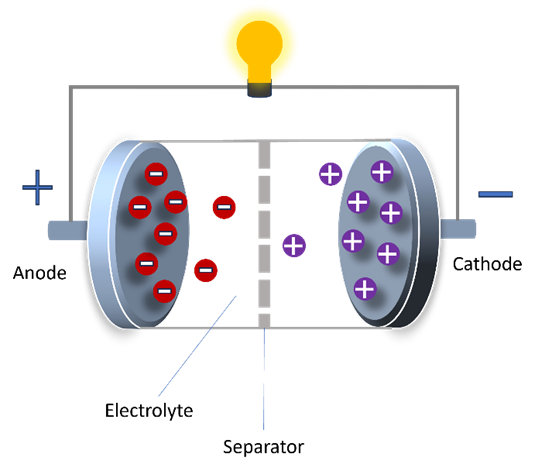 +
−
Anode
Cathode
Electrolyte
Separator